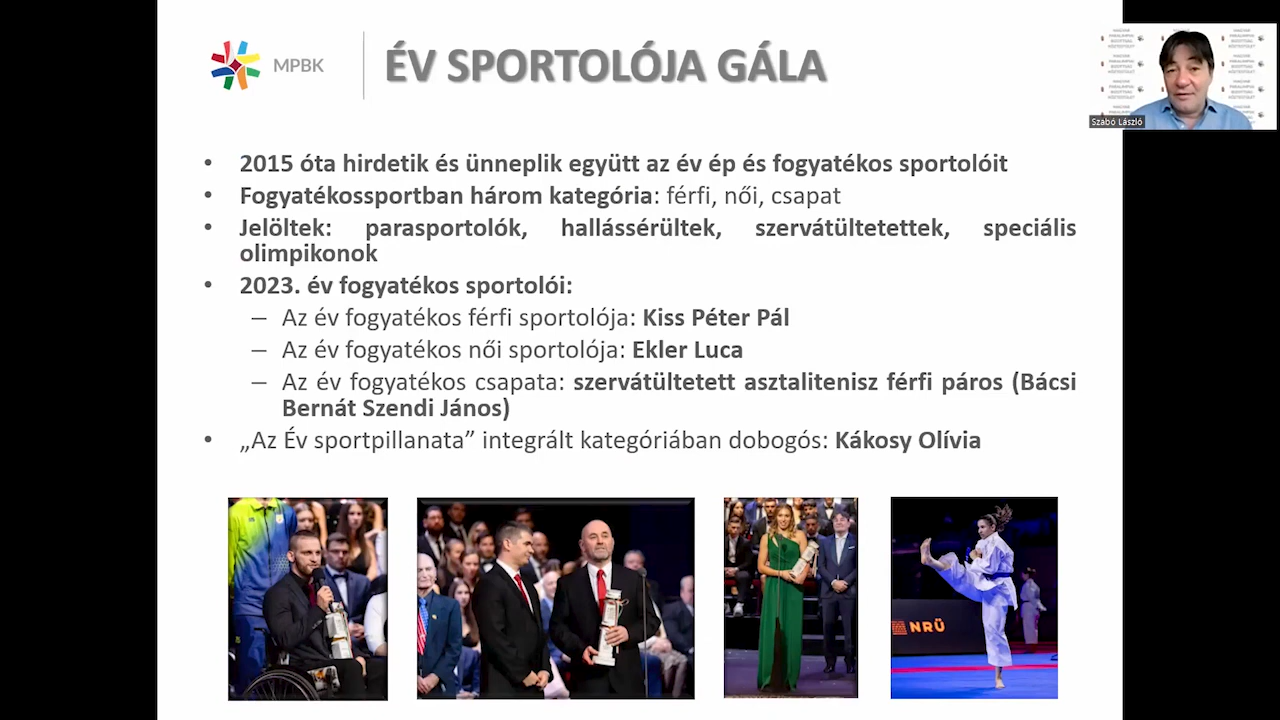 MPBK
ÉV SPORTOLÓJA GÁLA
• 2015 óta hirdetik és ünneplik együtt az év ép és fogyatékos sportolóit
• Fogyatékossportban három kategória: férfi, női, csapat
• Jelöltek: parasportolók, hallássérültek, szervátültetettek, speciális
olimpikonok
• 2023. év fogyatékos sportolói:
– Az év fogyatékos férfi sportolója: Kiss Péter Pál
– Az év fogyatékos női sportolója: Ekler Luca
– Az év fogyatékos csapata: szervátültetett asztalitenisz férfi páros (Bácsi
Bernát Szendi János)
• „Az Év sportpillanata” integrált kategóriában dobogós: Kákosy Olívia
NRÜ
Szabó László